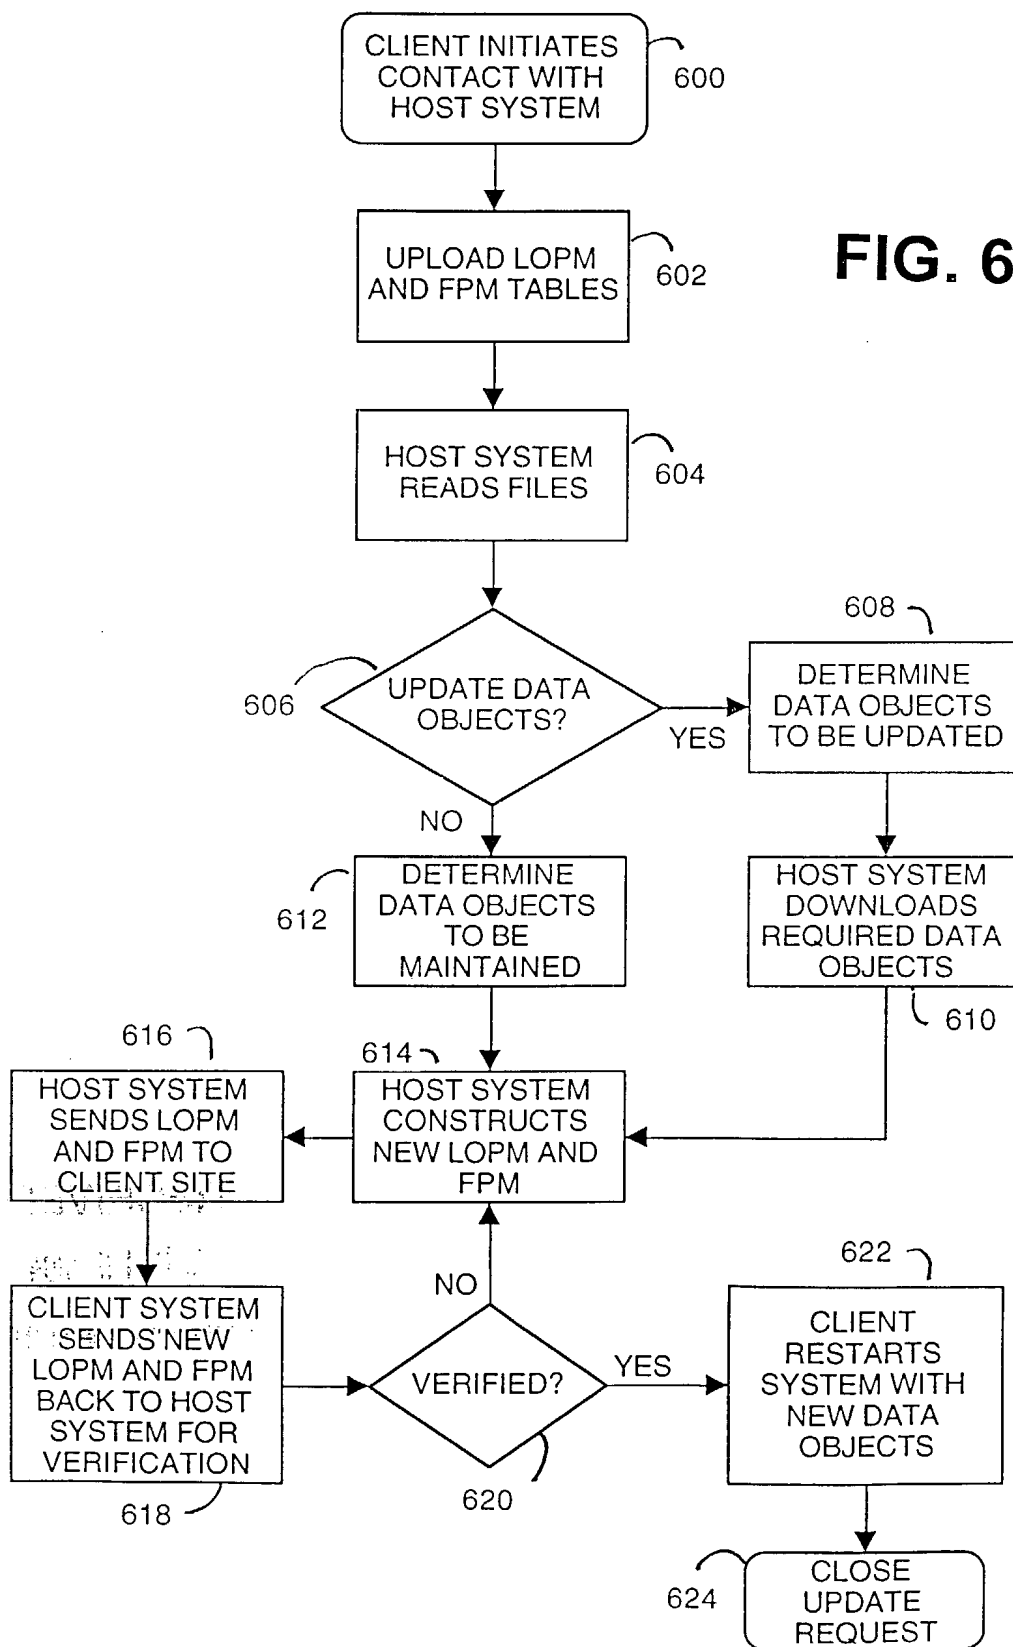 CLIENT INITIATES
CONTACT WITH
HOST SYSTEM
600
UPLOAD LOPM
AND FPM TABLES
602
FIG. 6
HOST SYSTEM
READS FILES
604
UPDATE DATA
OBJECTS?
606
YES
NO
608
DETERMINE
DATA OBJECTS
TO BE UPDATED
HOST SYSTEM
DOWNLOADS
REQUIRED DATA
OBJECTS
610
612
DETERMINE
DATA OBJECTS
TO BE
MAINTAINED
614
HOST SYSTEM
CONSTRUCTS
NEW LOPM AND
FPM
616
HOST SYSTEM
SENDS LOPM
AND FPM TO
CLIENT SITE
CLIENT SYSTEM
SENDS NEW
LOPM AND FPM
BACK TO HOST
SYSTEM FOR
VERIFICATION
618
NO
VERIFIED?
YES
620
622
CLIENT
RESTARTS
SYSTEM WITH
NEW DATA
OBJECTS
624
CLOSE
UPDATE
REQUEST